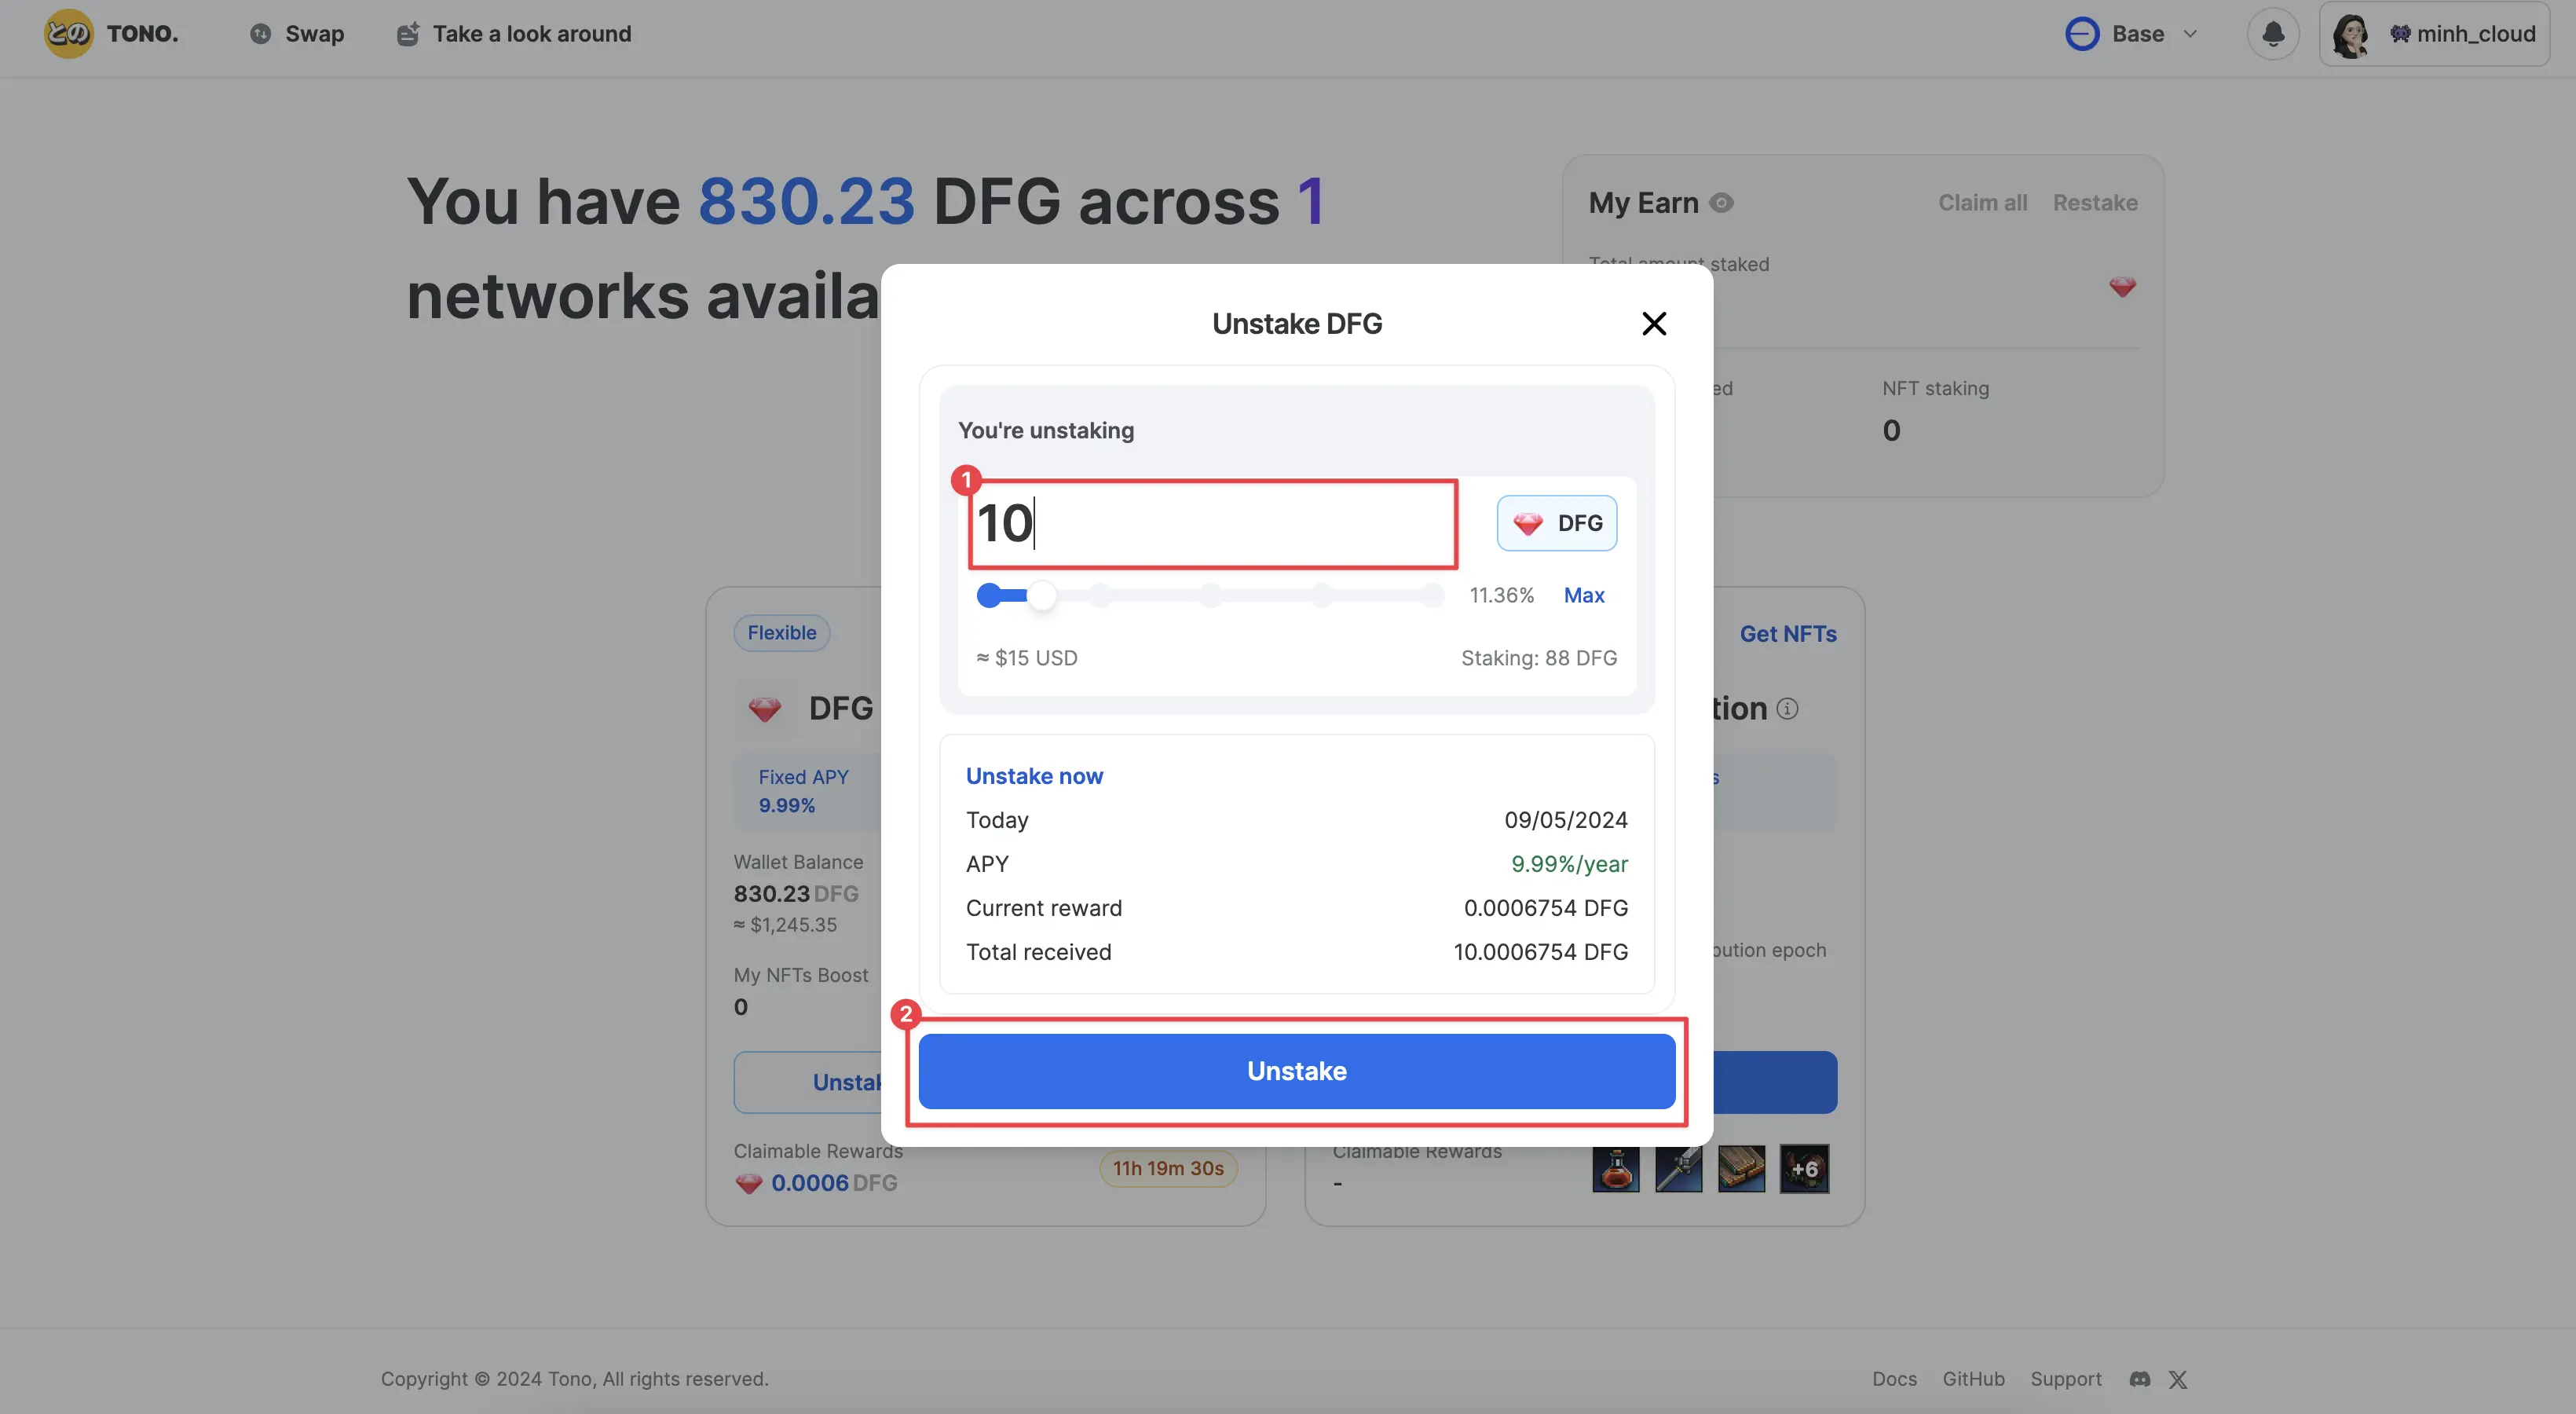 との TONO.
Swap
Take a look around
Base
minh_cloud
You have 830.23 DFG across 1
networks availa
My Earn
Claim all
Restake
staked
ed
NFT staking
0
Unstake DFG
You're unstaking
1
10
DFG
11.36%
Max
≈ $15 USD
Staking: 88 DFG
Unstake now
Today
09/05/2024
APY
9.99%/year
Current reward
0.0006754 DFG
Total received
10.0006754 DFG
2
Unstake
Flexible
DFG
Fixed APY
9.99%
Wallet Balance
830.23 DFG
≈ $1,245.35
My NFTs Boost
0
Unstak
Claimable Rewards
0.0006 DFG
11h 19m 30s
Get NFTs
tion
s
bution epoch
Claimable Rewards
-
+6
Copyright © 2024 Tono, All rights reserved.
Docs
GitHub
Support